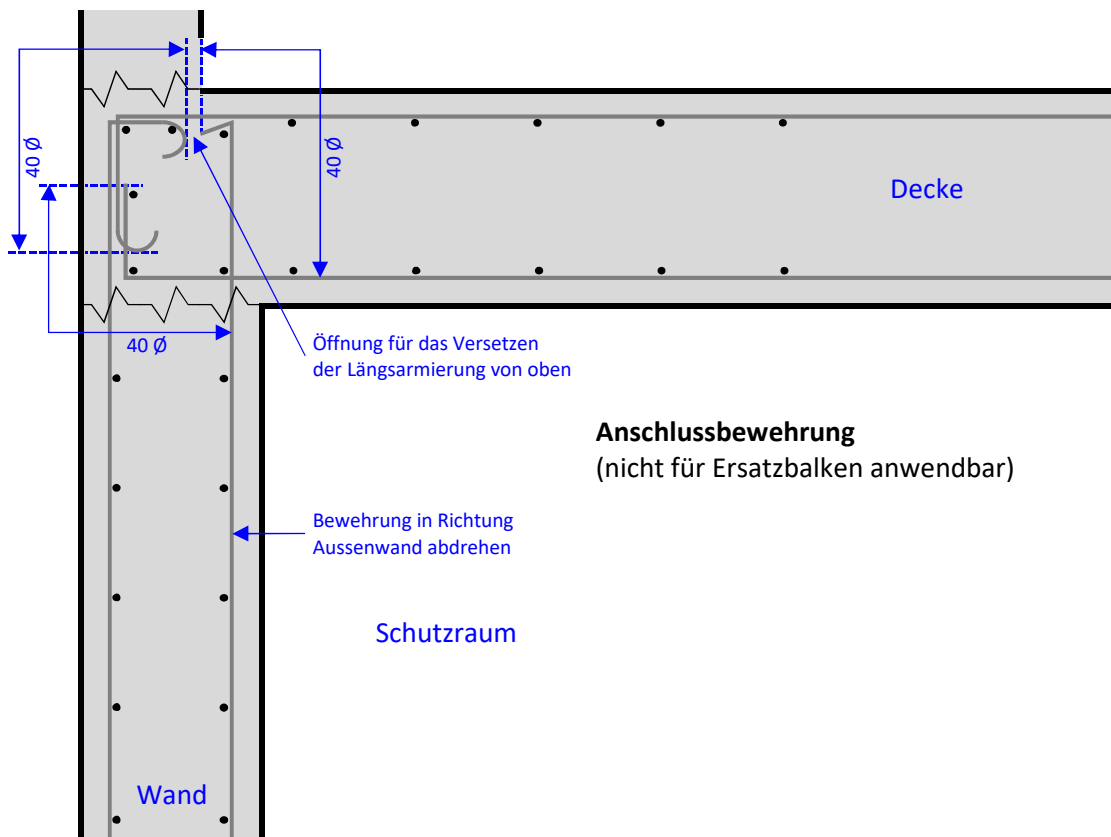 40 Ø
40 Ø
Decke
40 Ø
Öffnung für das Versetzen
der Längsarmierung von oben
Anschlussbewehrung
(nicht für Ersatzbalken anwendbar)
Bewehrung in Richtung
Aussenwand abdrehen
Schutzraum
Wand